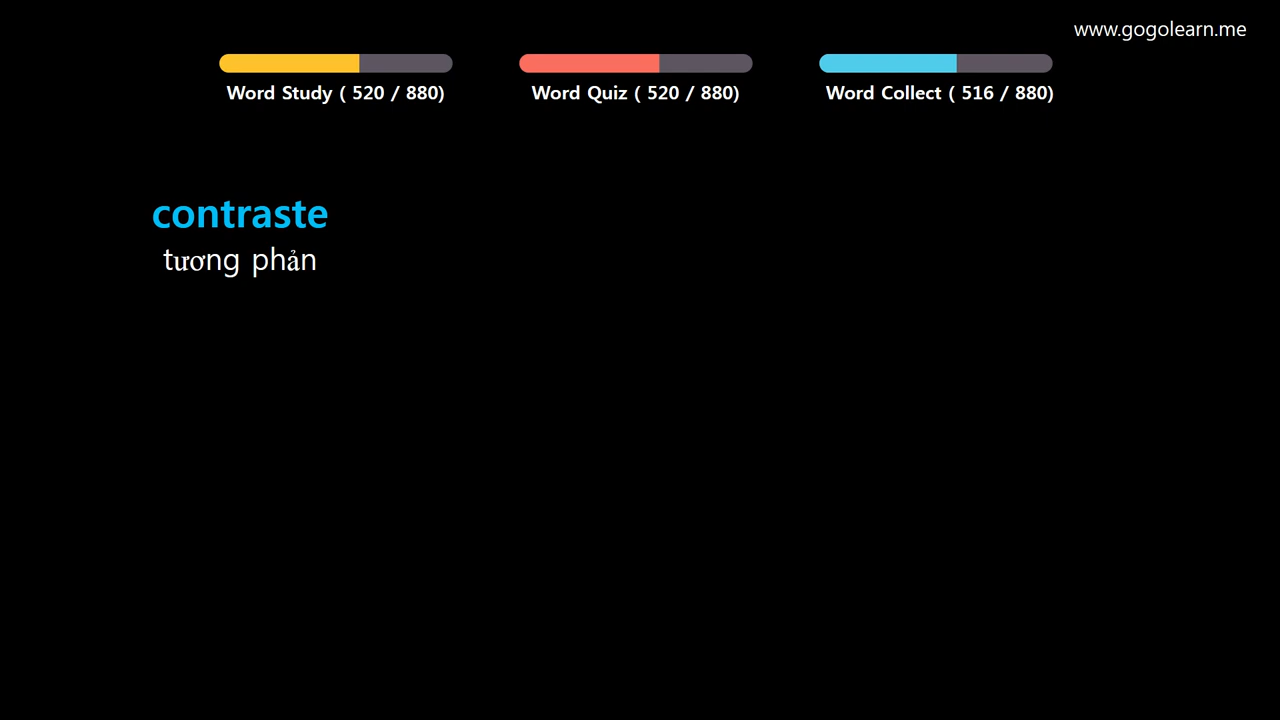 www.gogolearn.me
Word Study ( 520 / 880)
Word Quiz ( 520 / 880)
Word Collect ( 516 / 880)
contraste
tương phản